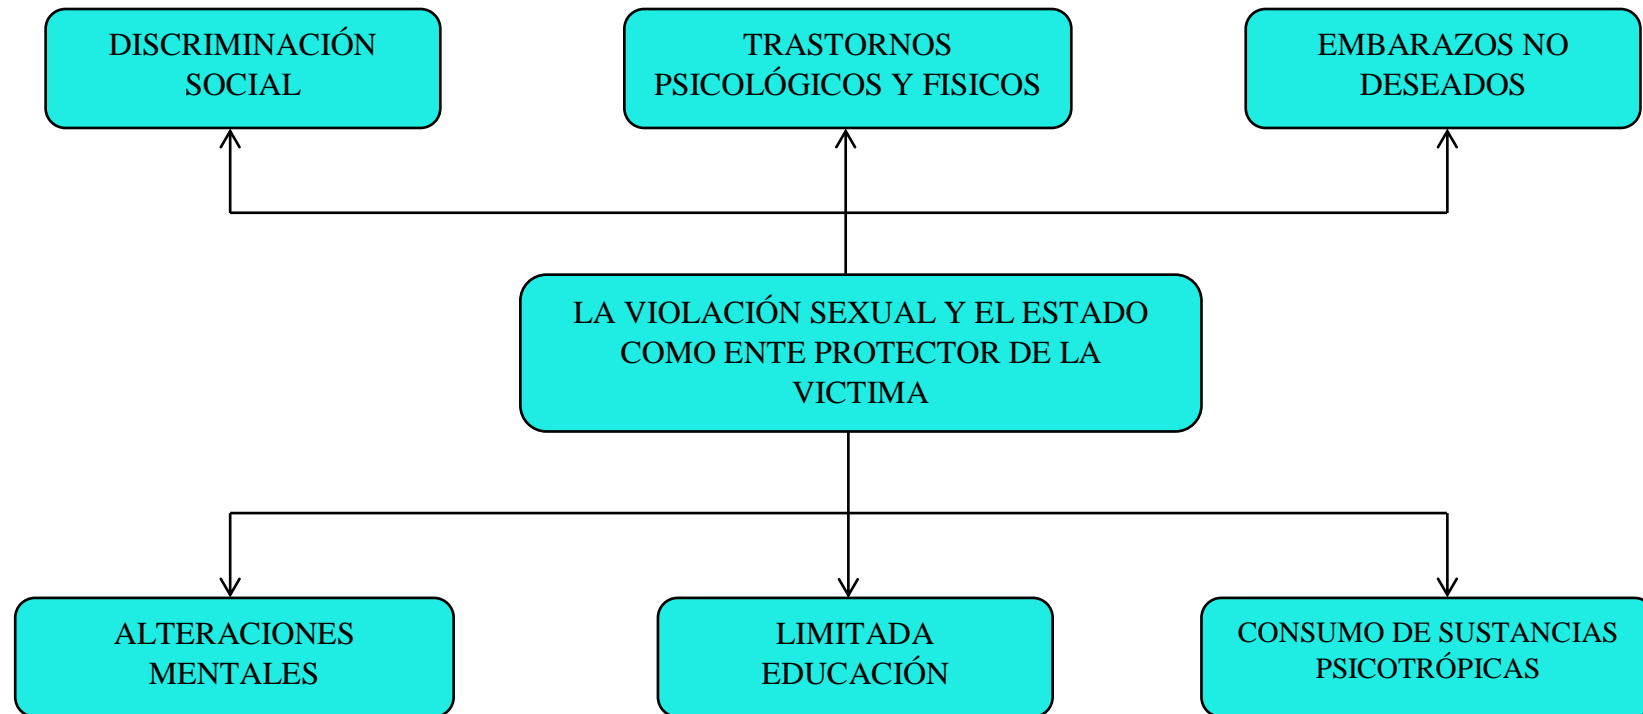 DISCRIMINACIÓN
SOCIAL
TRASTORNOS
PSICOLÓGICOS Y FISICOS
EMBARAZOS NO
DESEADOS
LA VIOLACIÓN SEXUAL Y EL ESTADO
COMO ENTE PROTECTOR DE LA
VICTIMA
ALTERACIONES
MENTALES
LIMITADA
EDUCACIÓN
CONSUMO DE SUSTANCIAS
PSICOTRÓPICAS